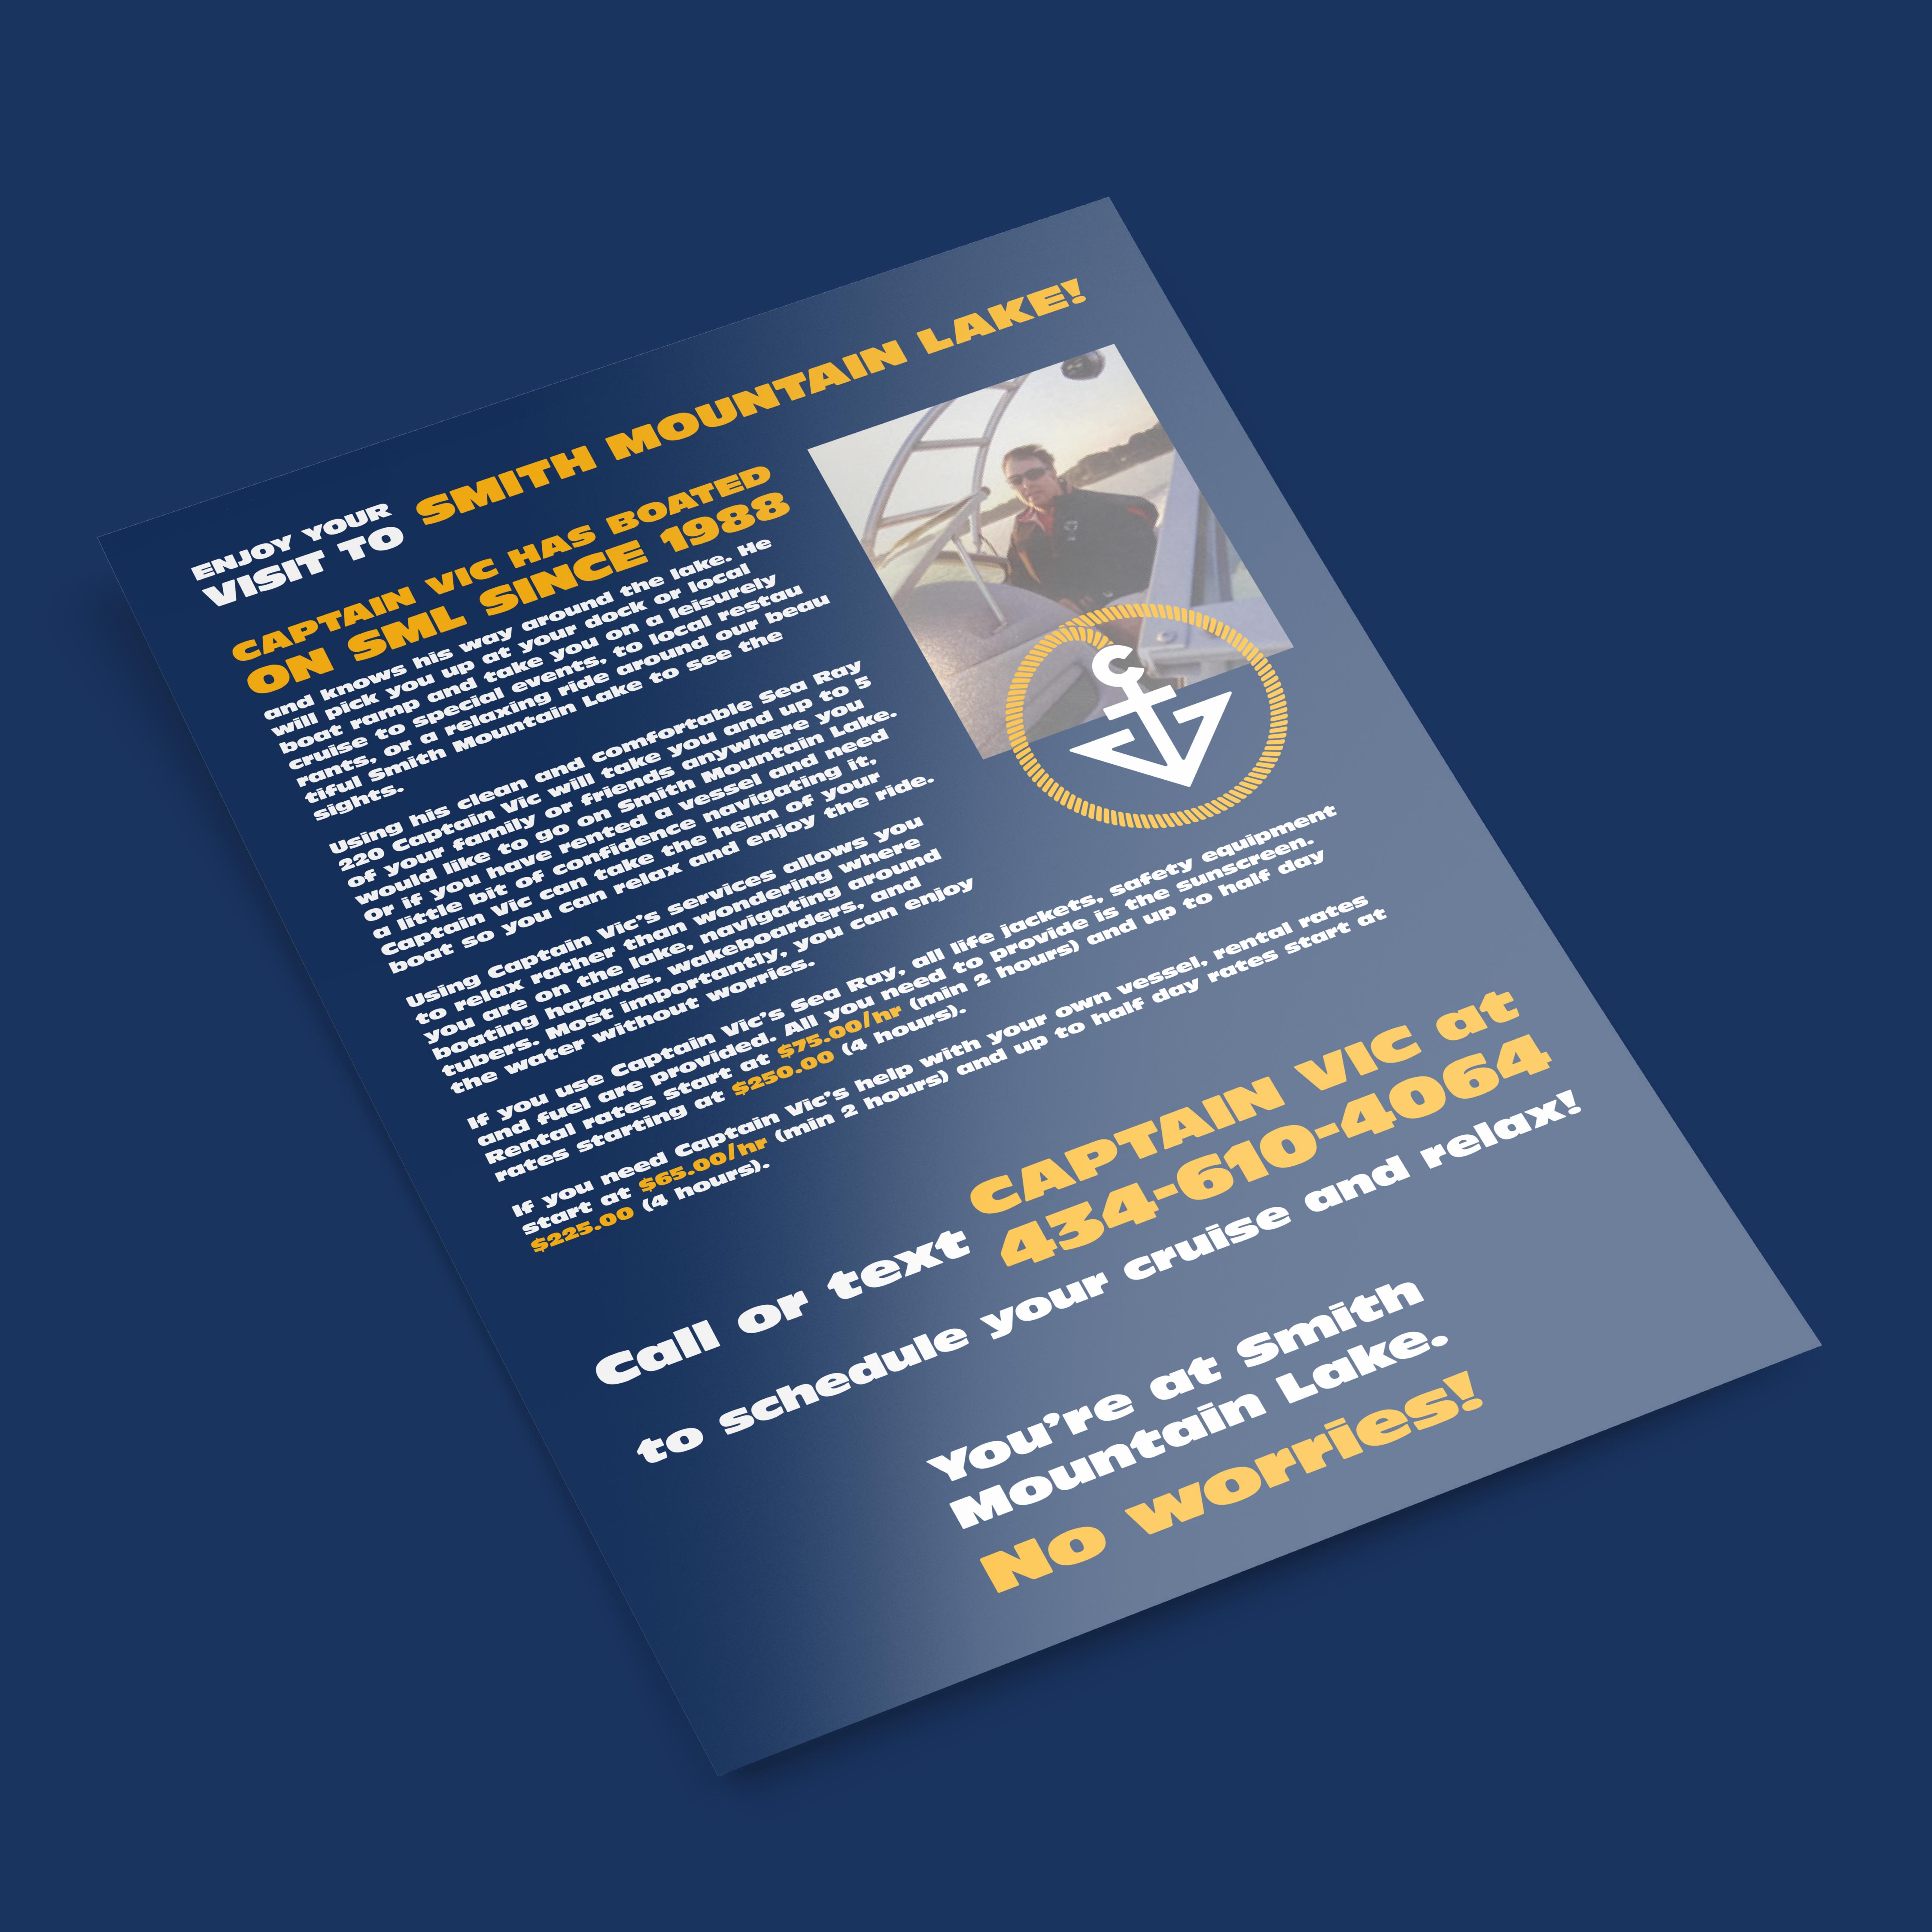 ENJOY YOUR
VISIT TO SMITH MOUNTAIN LAKE!
CAPTAIN VIC HAS BOATED
ON SML SINCE 1988
and knows his way around the lake. He
will pick you up at your dock or local
boat ramp and take you on a leisurely
cruise to special events, to local restau
rants, or a relaxing ride around our beau
tiful Smith Mountain Lake to see the
sights.
Using his clean and comfortable Sea Ray
220 Captain Vic will take you and up to 5
of your family or friends anywhere you
would like to go on Smith Mountain Lake.
Or if you have rented a vessel and need
a little bit of confidence navigating it,
Captain Vic can take the helm of your
boat so you can relax and enjoy the ride.
Using Captain Vic's services allows you
to relax rather than wondering where
you are on the lake, navigating around
boating hazards, wakeboarders, and
tubers. Most importantly, you can enjoy
the water without worries.
If you use Captain Vic's Sea Ray, all life jackets, safety equipment
and fuel are provided. All you need to provide is the sunscreen.
Rental rates start at $75.00/hr (min 2 hours) and up to half day
rates starting at $250.00 (4 hours).
If you need Captain Vic's help with your own vessel, rental rates
start at $65.00/hr (min 2 hours) and up to half day rates start at
$225.00 (4 hours).
Call or text CAPTAIN VIC at
434-610-4064
to schedule your cruise and relax!
You're at Smith
Mountain Lake.
No worries!